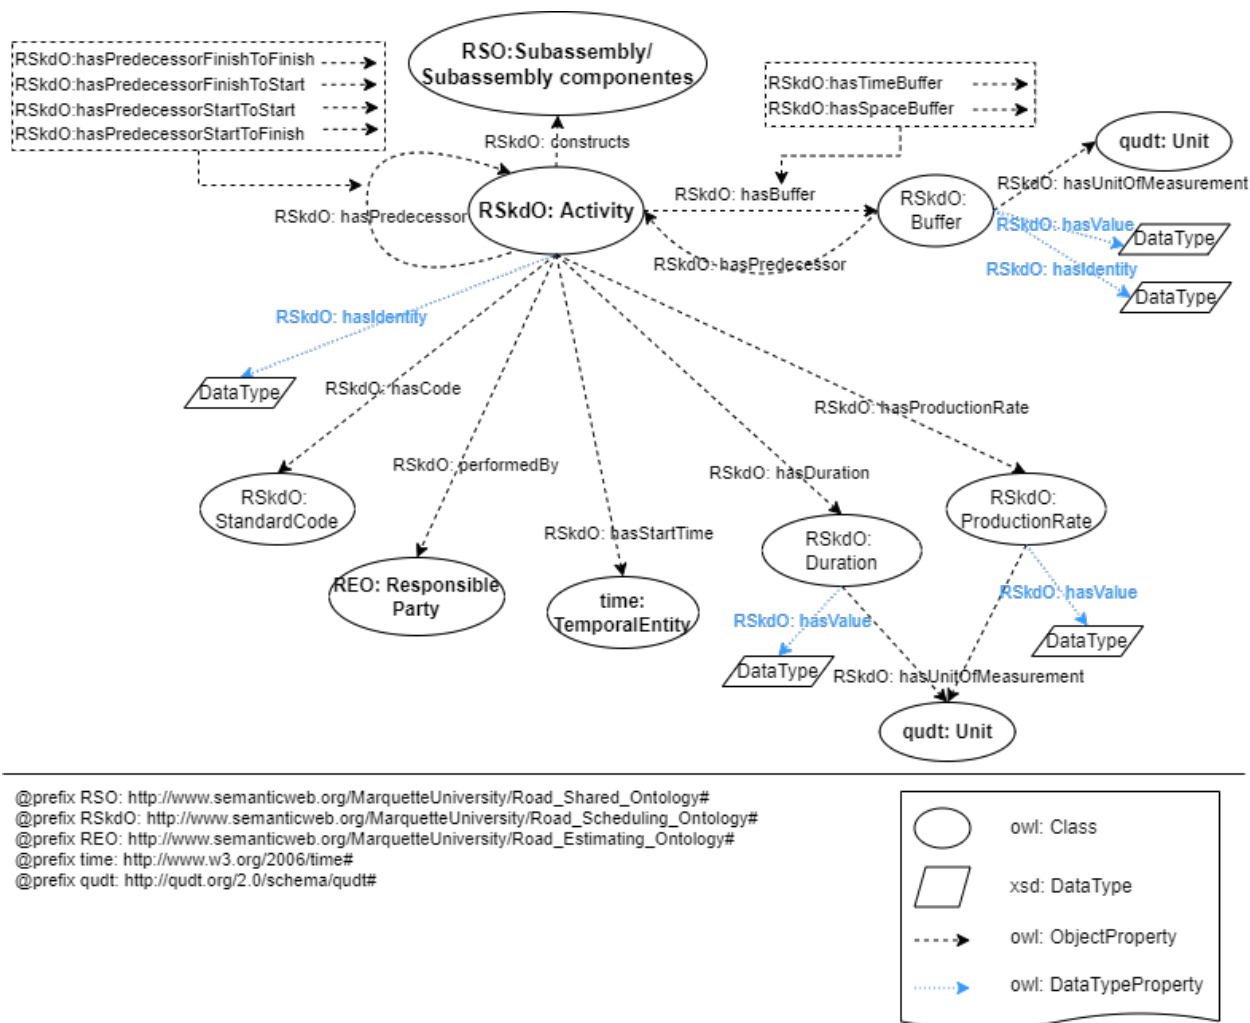 RSkdO:hasPredecessorFinishToFinish
RSkdO:hasPredecessorFinishToStart
RSkdO:hasPredecessorStartToStart
RSkdO:hasPredecessorStartToFinish
RSO:Subassembly/
Subassembly componentes
RSkdO:hasTimeBuffer
RSkdO:hasSpaceBuffer
RSkdO: constructs
qudt: Unit
RSkdO: hasUnitOfMeasurement
RSkdO: hasPredecessor
RSkdO: Activity
RSkdO: hasBuffer
RSkdO:
Buffer
RSkdO: hasValue
DataType
RSkdO: hasPredecessor
RSkdO: hasIdentity
DataType
RSkdO: hasIdentity
DataType
RSkdO: hasCode
RSkdO: hasProductionRate
RSkdO: performedBy
RSkdO: hasDuration
RSkdO:
StandardCode
RSkdO:
ProductionRate
RSkdO: hasStartTime
RSkdO:
Duration
REO: Responsible
Party
time:
TemporalEntity
RSkdO: hasValue
DataType
RSkdO: hasValue
DataType
RSkdO: hasUnitOfMeasurement
qudt: Unit
@prefix RSO: http://www.semanticweb.org/MarquetteUniversity/Road_Shared_Ontology#
@prefix RSkdO: http://www.semanticweb.org/MarquetteUniversity/Road_Scheduling_Ontology#
@prefix REO: http://www.semanticweb.org/MarquetteUniversity/Road_Estimating_Ontology#
@prefix time: http://www.w3.org/2006/time#
@prefix qudt: http://qudt.org/2.0/schema/qudt#
owl: Class
xsd: DataType
owl: ObjectProperty
owl: DataTypeProperty